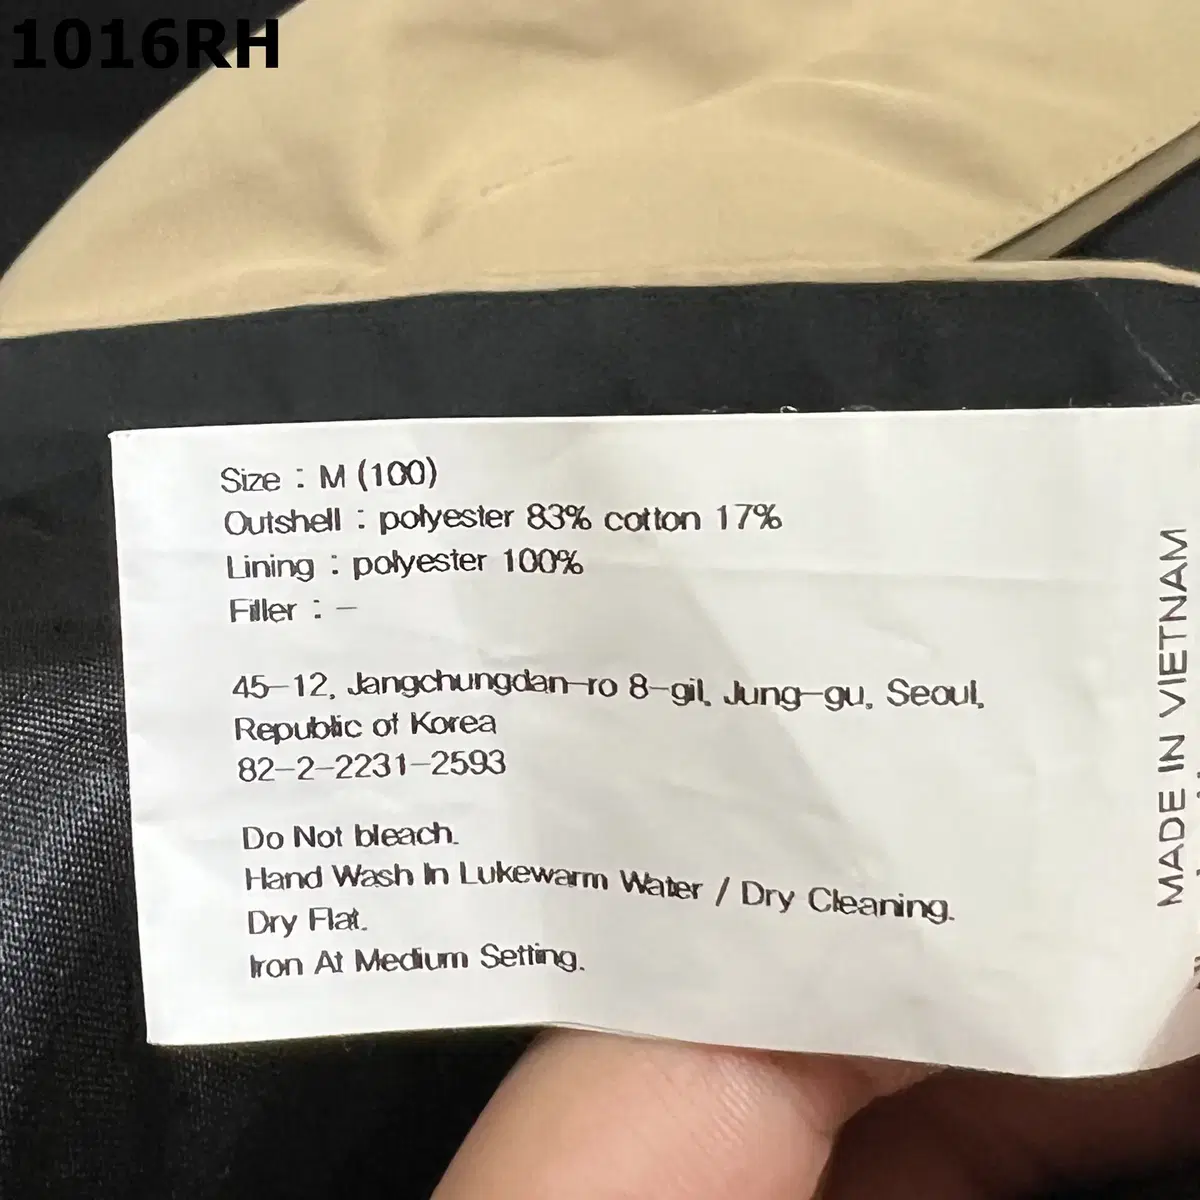 1016RH
Size : M (100)
Outshell : polyester 83% cotton 17%
Lining : polyester 100%
Filler : -
45-12, Jangchungdan-ro 8-gil, Jung-gu, Seoul,
Republic of Korea
82-2-2231-2593
Do Not bleach.
Hand Wash In Lukewarm Water / Dry Cleaning.
Dry Flat.
Iron At Medium Setting.
MADE IN VIETNAM